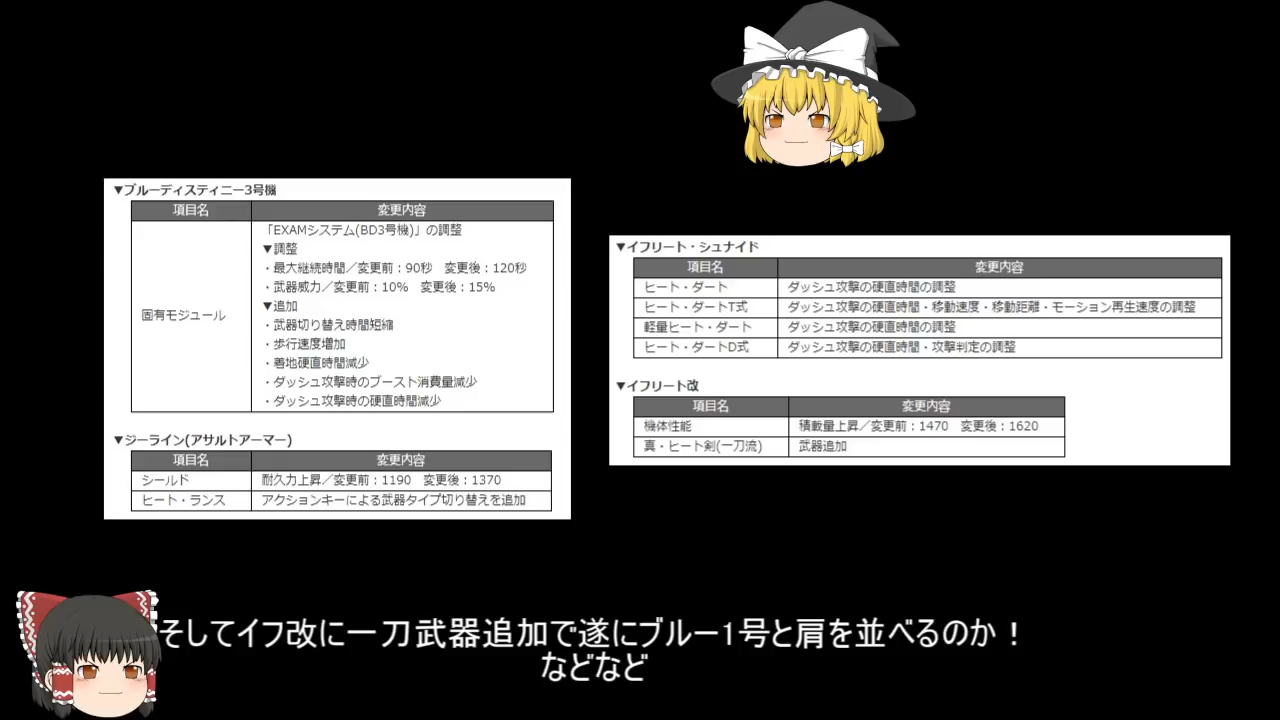 ▼ブルーディスティニー3号機
項目名 変更内容
固有モジュール
「EXAMシステム(BD3号機)」の調整
▼調整
・最大継続時間／変更前：90秒　変更後：120秒
・武器威力／変更前：10%　変更後：15%
▼追加
・武器切り替え時間短縮
・歩行速度増加
・着地硬直時間減少
・ダッシュ攻撃時のブースト消費量減少
・ダッシュ攻撃時の硬直時間減少
▼ジーライン(アサルトアーマー)
項目名 変更内容
シールド 耐久力上昇／変更前：1190　変更後：1370
ヒート・ランス アクションキーによる武器タイプ切り替えを追加
▼イフリート・シュナイド
項目名 変更内容
ヒート・ダート ダッシュ攻撃の硬直時間の調整
ヒート・ダートT式 ダッシュ攻撃の硬直時間・移動速度・移動距離・モーション再生速度の調整
軽量ヒート・ダート ダッシュ攻撃の硬直時間の調整
ヒート・ダートD式 ダッシュ攻撃の硬直時間・攻撃判定の調整
▼イフリート改
項目名 変更内容
機体性能 積載量上昇／変更前：1470　変更後：1620
真・ヒート剣(一刀流) 武器追加
そしてイフ改に一刀武器追加で遂にブルー1号と肩を並べるのか！
などなど